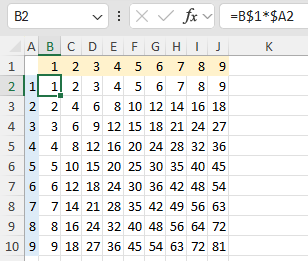 B2 fx =B$1*$A2
A B C D E F G H I J K
1 1 2 3 4 5 6 7 8 9
2 1 1 2 3 4 5 6 7 8 9
3 2 2 4 6 8 10 12 14 16 18
4 3 3 6 9 12 15 18 21 24 27
5 4 4 8 12 16 20 24 28 32 36
6 5 5 10 15 20 25 30 35 40 45
7 6 6 12 18 24 30 36 42 48 54
8 7 7 14 21 28 35 42 49 56 63
9 8 8 16 24 32 40 48 56 64 72
10 9 9 18 27 36 45 54 63 72 81